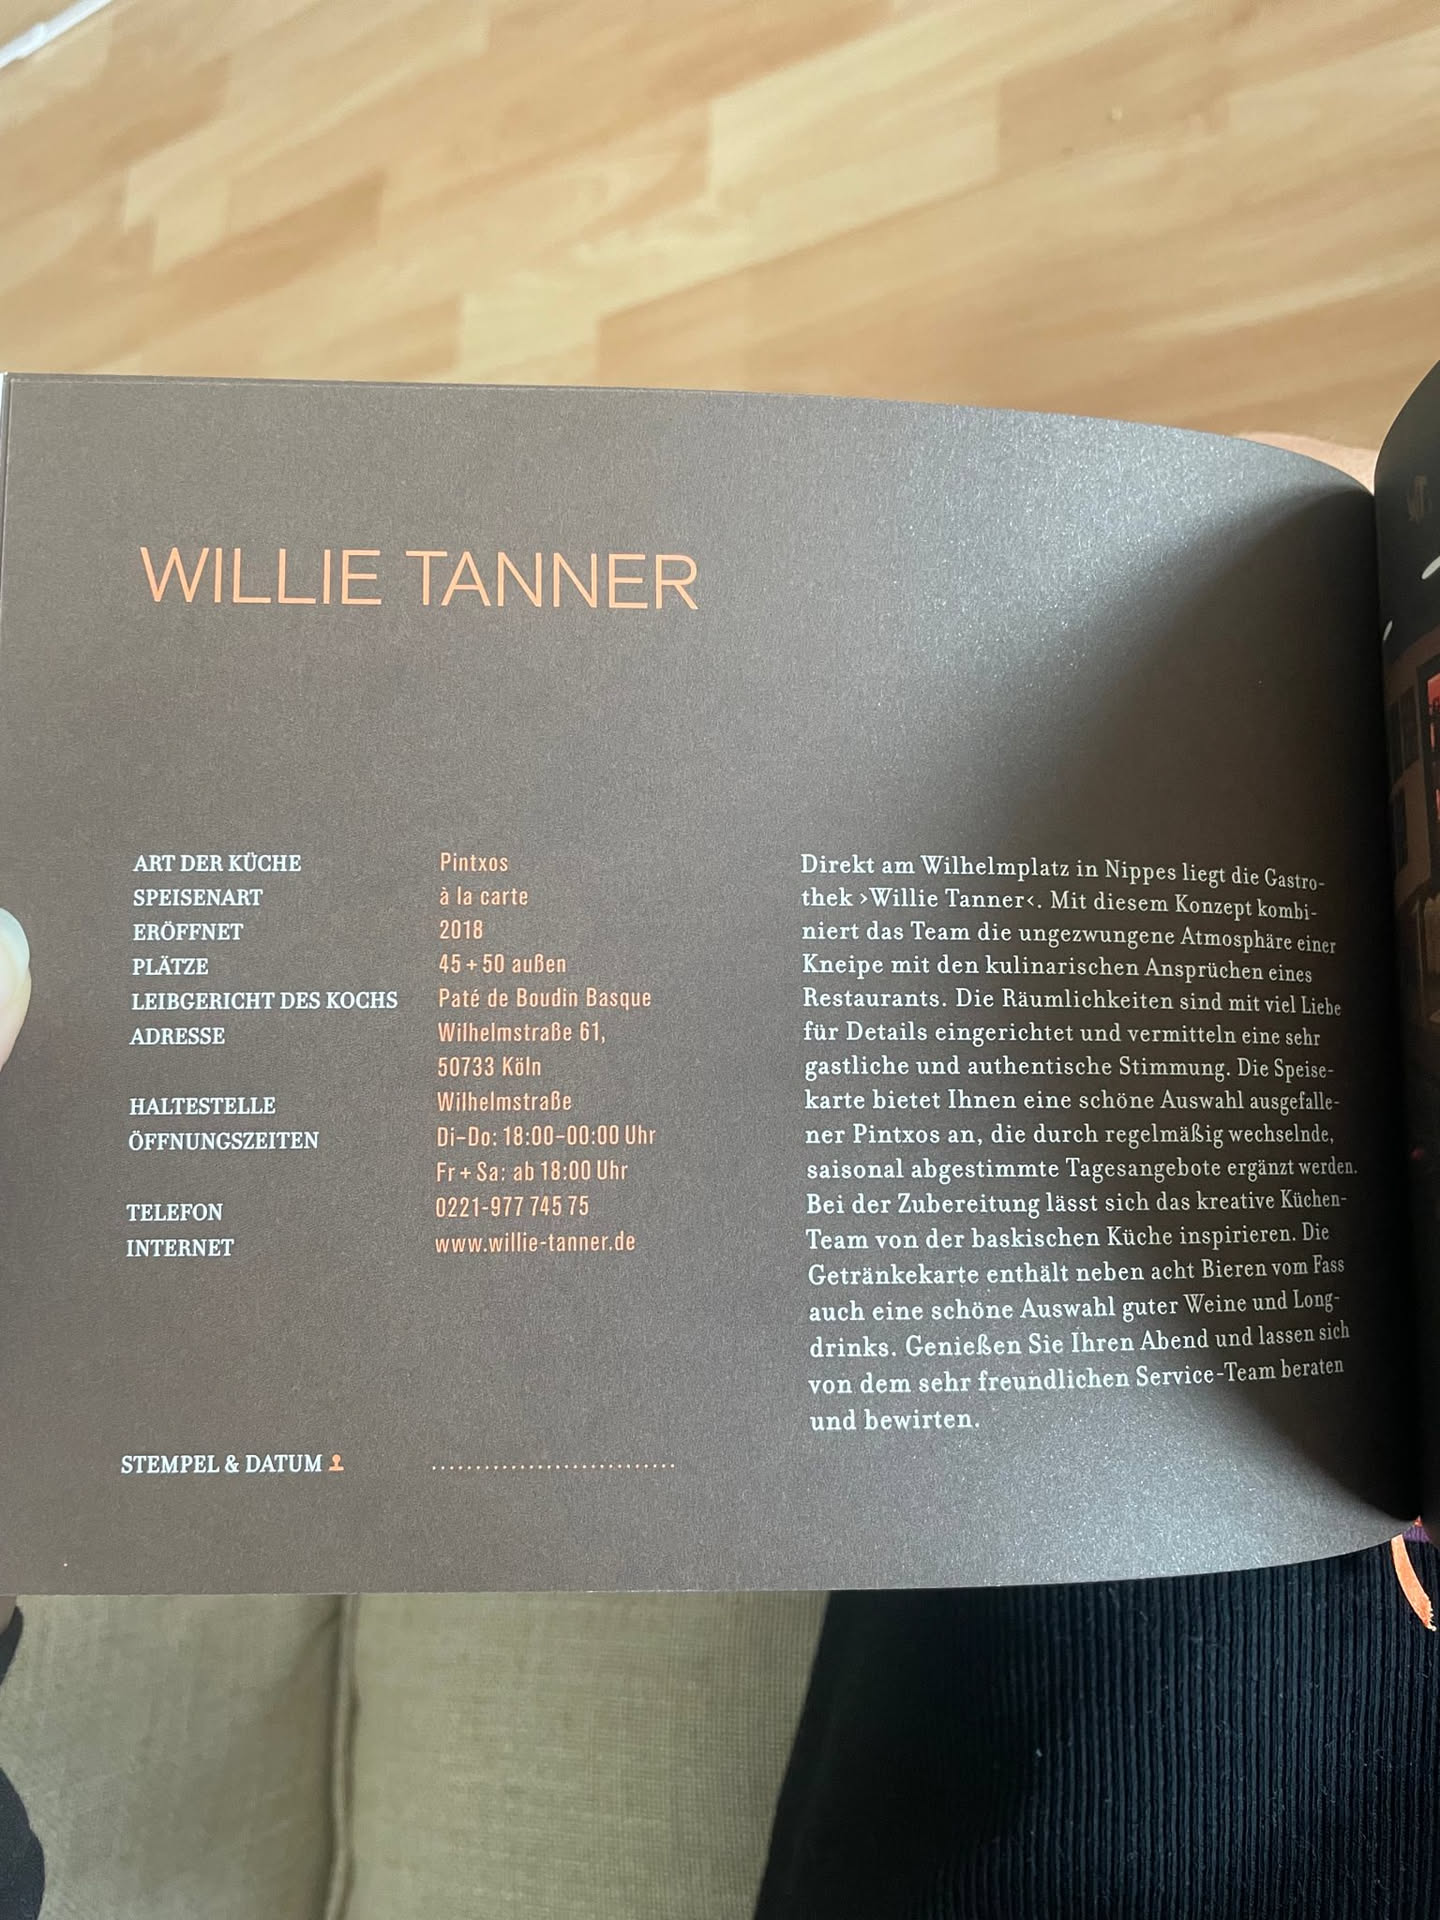 WILLIE TANNER
ART DER KÜCHE Pintxos
SPEISENART à la carte
ERÖFFNET 2018
PLÄTZE 45 + 50 außen
LEIBGERICHT DES KOCHS Paté de Boudin Basque
ADRESSE Wilhelmstraße 61,
50733 Köln
HALTESTELLE Wilhelmstraße
ÖFFNUNGSZEITEN Di–Do: 18:00–00:00 Uhr
Fr + Sa: ab 18:00 Uhr
TELEFON 0221-977 745 75
INTERNET www.willie-tanner.de
STEMPEL & DATUM ............................
Direkt am Wilhelmplatz in Nippes liegt die Gastro-
thek ›Willie Tanner‹. Mit diesem Konzept kombi-
niert das Team die ungezwungene Atmosphäre einer
Kneipe mit den kulinarischen Ansprüchen eines
Restaurants. Die Räumlichkeiten sind mit viel Liebe
für Details eingerichtet und vermitteln eine sehr
gastliche und authentische Stimmung. Die Speise-
karte bietet Ihnen eine schöne Auswahl ausgefalle-
ner Pintxos an, die durch regelmäßig wechselnde,
saisonal abgestimmte Tagesangebote ergänzt werden.
Bei der Zubereitung lässt sich das kreative Küchen-
Team von der baskischen Küche inspirieren. Die
Getränkekarte enthält neben acht Bieren vom Fass
auch eine schöne Auswahl guter Weine und Long-
drinks. Genießen Sie Ihren Abend und lassen sich
von dem sehr freundlichen Service-Team beraten
und bewirten.